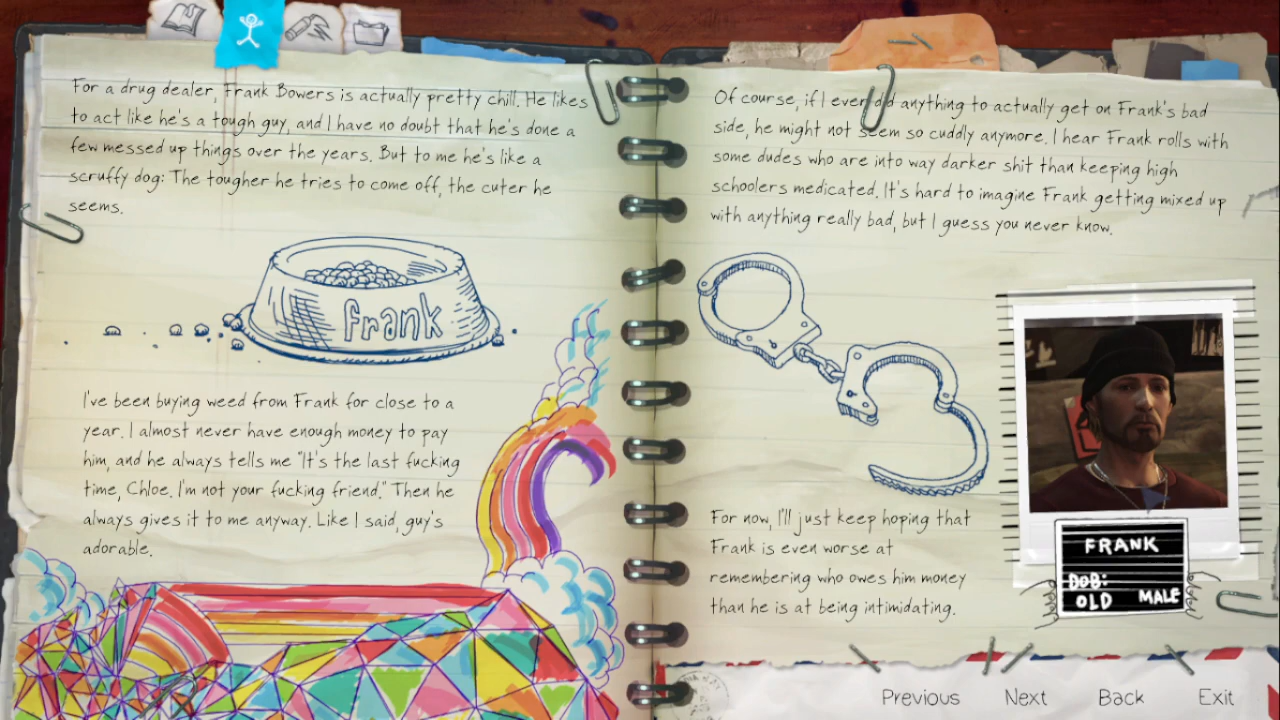 For a drug dealer, Frank Bowers is actually pretty chill. He likes
to act like he's a tough guy, and I have no doubt that he's done a
few messed up things over the years. But to me he's like a
scruffy dog: The tougher he tries to come off, the cuter he
seems.
frank
I've been buying weed from Frank for close to a
year. I almost never have enough money to pay
him, and he always tells me "It's the last fucking
time, Chloe. I'm not your fucking friend." Then he
always gives it to me anyway. Like I said, guy's
adorable.
Of course, if I ever did anything to actually get on Frank's bad
side, he might not seem so cuddly anymore. I hear Frank rolls with
some dudes who are into way darker shit than keeping high
schoolers medicated. It's hard to imagine Frank getting mixed up
with anything really bad, but I guess you never know.
For now, I'll just keep hoping that
Frank is even worse at
remembering who owes him money
than he is at being intimidating.
FRANK
DOB:
OLD MALE
Previous Next Back Exit